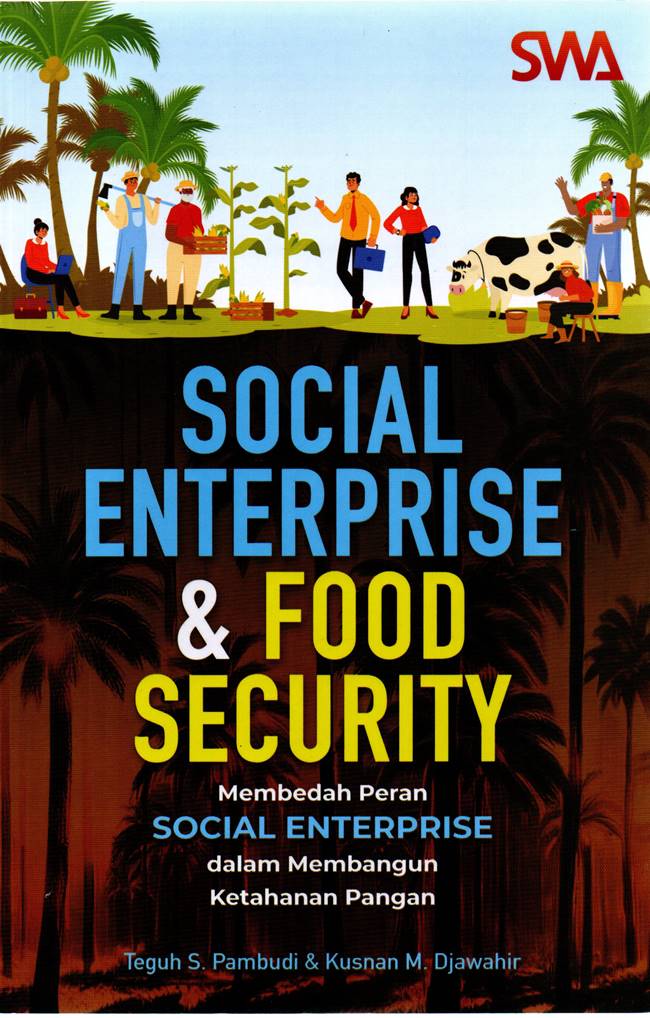 SWA
SOCIAL
ENTERPRISE
& FOOD
SECURITY
Membedah Peran
SOCIAL ENTERPRISE
dalam Membangun
Ketahanan Pangan
Teguh S. Pambudi & Kusnan M. Djawahir